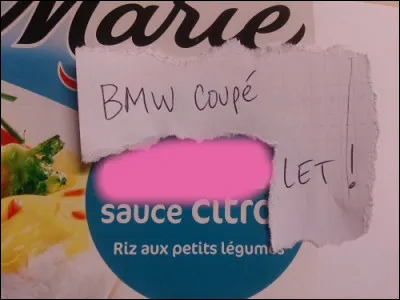 Marie
BMW coupé
LET !
sauce citro
Riz aux petits légumes